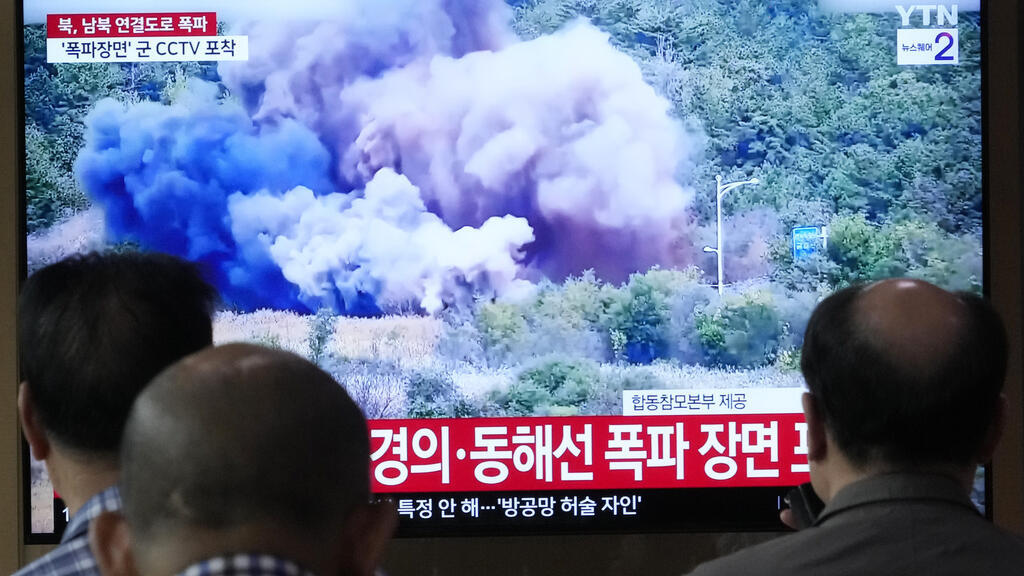 북, 남북 연결도로 폭파
'폭파장면' 군 CCTV 포착
YTN
뉴스퀘어 2
합동참모본부 제공
경의·동해선 폭파 장면
특정 안 해…'방공망 허술 자인'